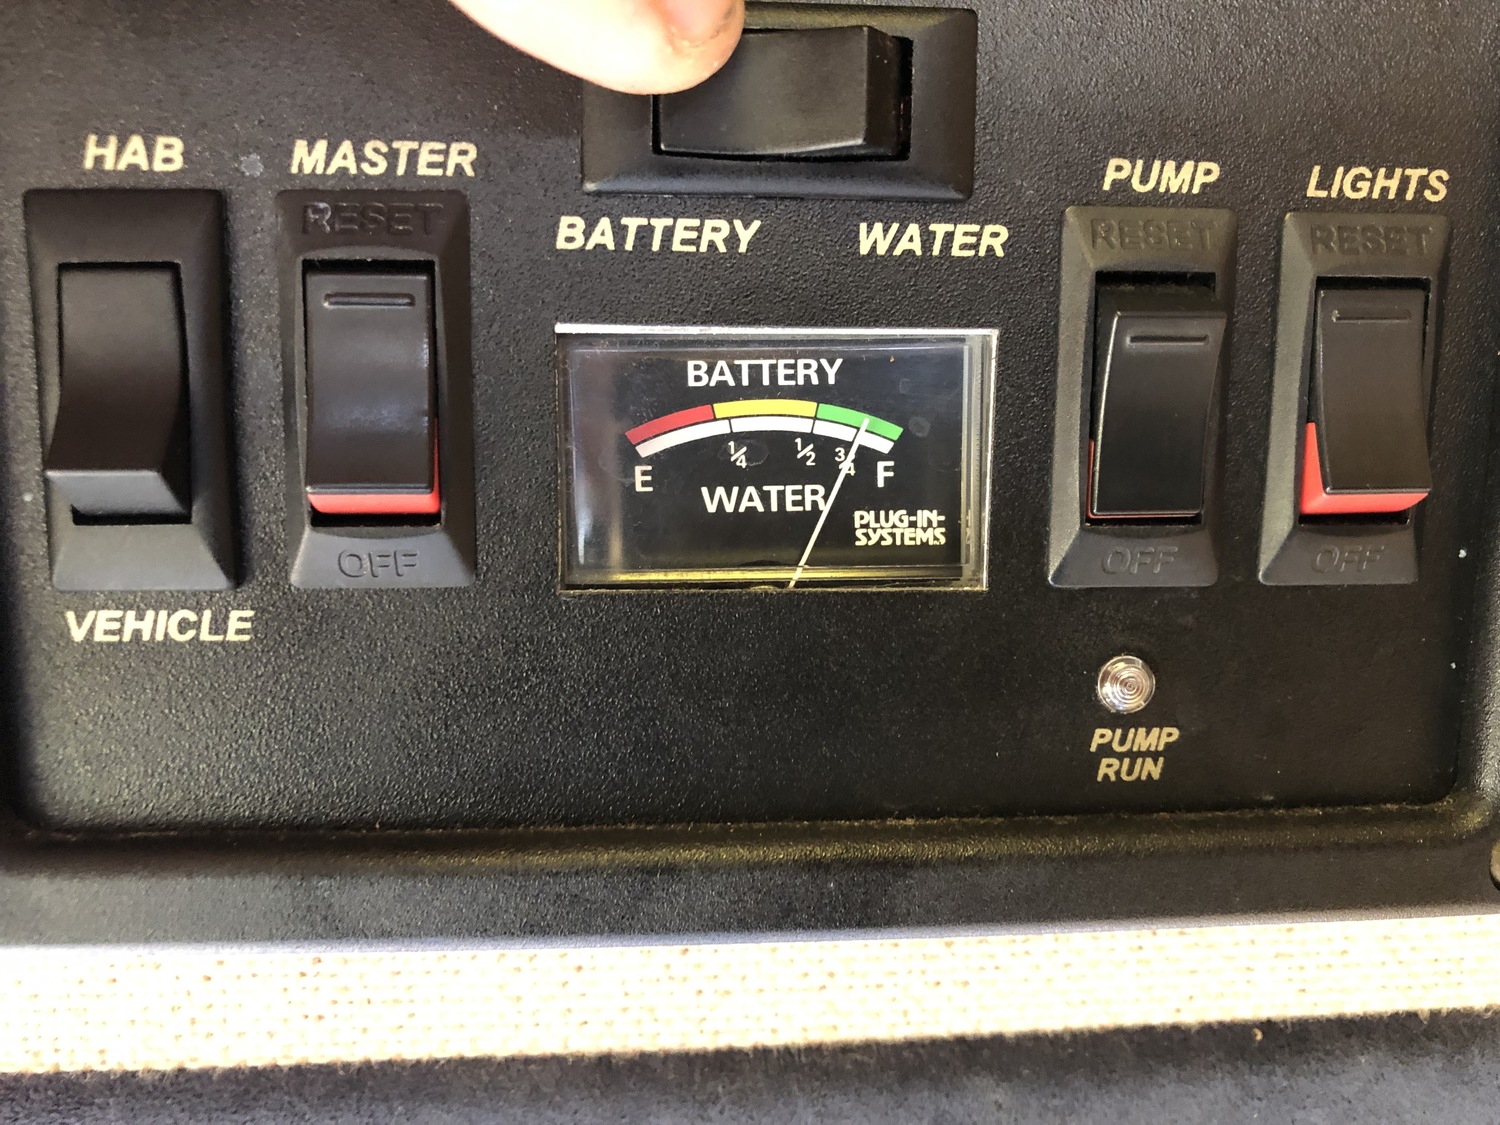 HAB
MASTER
PUMP
LIGHTS
RESET
RESET
RESET
BATTERY
WATER
BATTERY
E
1/4
1/2
3/4
F
WATER
PLUG-IN-
SYSTEMS
OFF
OFF
OFF
VEHICLE
PUMP
RUN